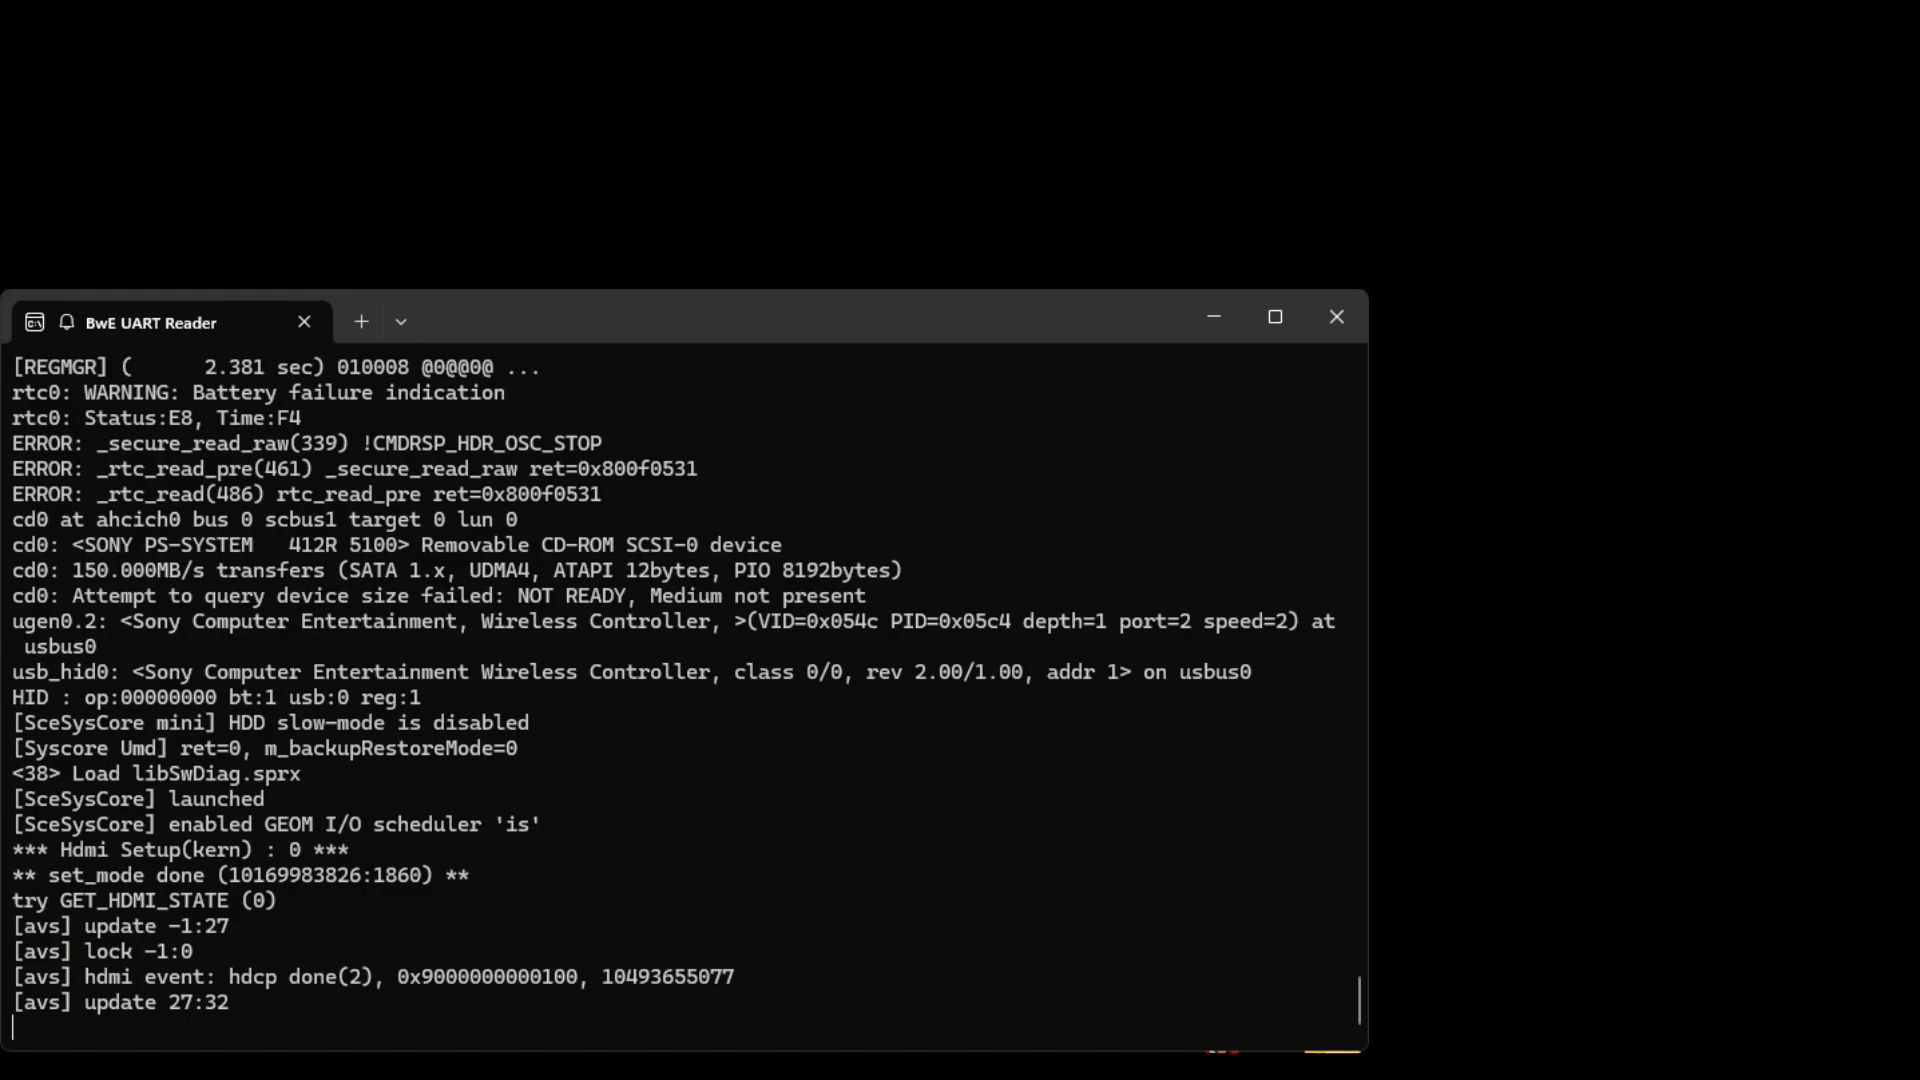 BwE UART Reader
[REGMGR] (      2.381 sec) 010008 @0@@0@ ...
rtc0: WARNING: Battery failure indication
rtc0: Status:E8, Time:F4
ERROR: _secure_read_raw(339) !CMDRSP_HDR_OSC_STOP
ERROR: _rtc_read_pre(461) _secure_read_raw ret=0x800f0531
ERROR: _rtc_read(486) rtc_read_pre ret=0x800f0531
cd0 at ahcich0 bus 0 scbus1 target 0 lun 0
cd0: <SONY PS-SYSTEM   412R 5100> Removable CD-ROM SCSI-0 device
cd0: 150.000MB/s transfers (SATA 1.x, UDMA4, ATAPI 12bytes, PIO 8192bytes)
cd0: Attempt to query device size failed: NOT READY, Medium not present
ugen0.2: <Sony Computer Entertainment, Wireless Controller, >(VID=0x054c PID=0x05c4 depth=1 port=2 speed=2) at
 usbus0
usb_hid0: <Sony Computer Entertainment Wireless Controller, class 0/0, rev 2.00/1.00, addr 1> on usbus0
HID : op:00000000 bt:1 usb:0 reg:1
[SceSysCore mini] HDD slow-mode is disabled
[Syscore Umd] ret=0, m_backupRestoreMode=0
<38> Load libSwDiag.sprx
[SceSysCore] launched
[SceSysCore] enabled GEOM I/O scheduler 'is'
*** Hdmi Setup(kern) : 0 ***
** set_mode done (10169983826:1860) **
try GET_HDMI_STATE (0)
[avs] update -1:27
[avs] lock -1:0
[avs] hdmi event: hdcp done(2), 0x9000000000100, 10493655077
[avs] update 27:32